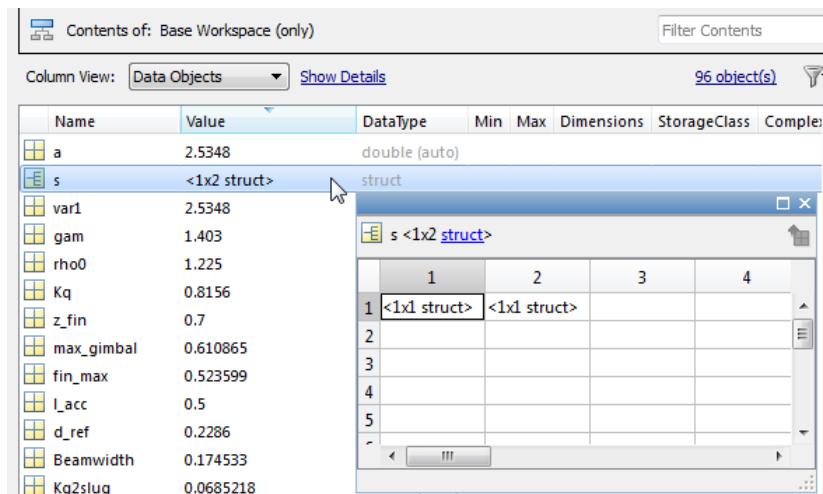 Contents of: Base Workspace (only)
Filter Contents
Column View: Data Objects Show Details 96 object(s)
Name Value DataType Min Max Dimensions StorageClass Complex
a 2.5348 double (auto)
s <1x2 struct> struct
var1 2.5348
gam 1.403
rho0 1.225
Kq 0.8156
z_fin 0.7
max_gimbal 0.610865
fin_max 0.523599
l_acc 0.5
d_ref 0.2286
Beamwidth 0.174533
Kg2slug 0.0685218
s <1x2 struct>
1 2 3 4
1 <1x1 struct> <1x1 struct>
2
3
4
5